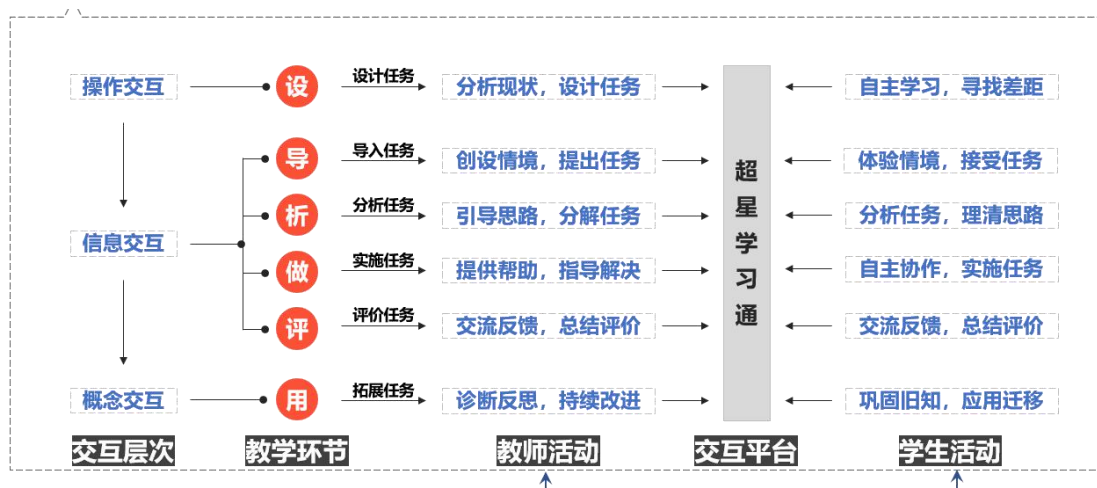 操作交互
设
设计任务
分析现状，设计任务
自主学习，寻找差距
导
导入任务
创设情境，提出任务
体验情境，接受任务
信息交互
析
分析任务
引导思路，分解任务
分析任务，理清思路
做
实施任务
提供帮助，指导解决
自主协作，实施任务
评
评价任务
交流反馈，总结评价
交流反馈，总结评价
概念交互
用
拓展任务
诊断反思，持续改进
巩固旧知，应用迁移
超星学习通
交互层次
教学环节
教师活动
交互平台
学生活动